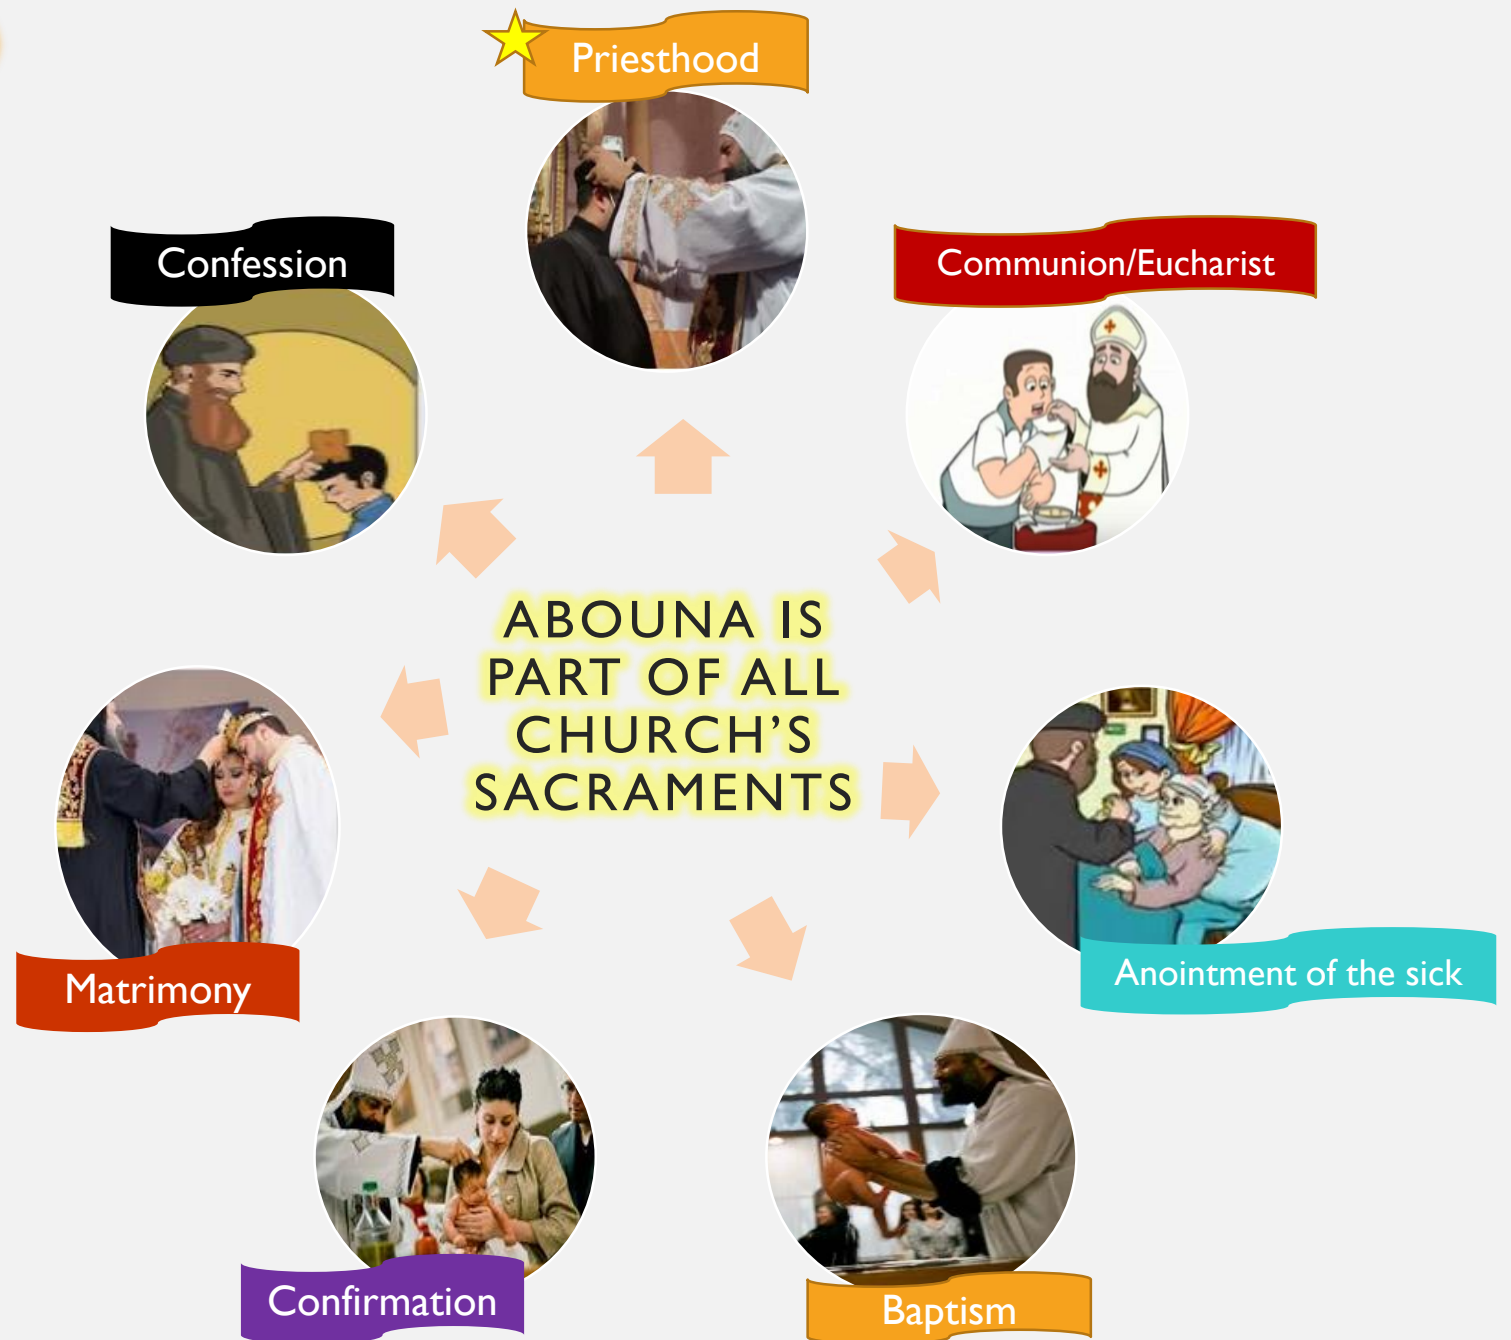 Priesthood
Confession
Communion/Eucharist
ABOUNA IS
PART OF ALL
CHURCH’S
SACRAMENTS
Matrimony
Anointment of the sick
Confirmation
Baptism